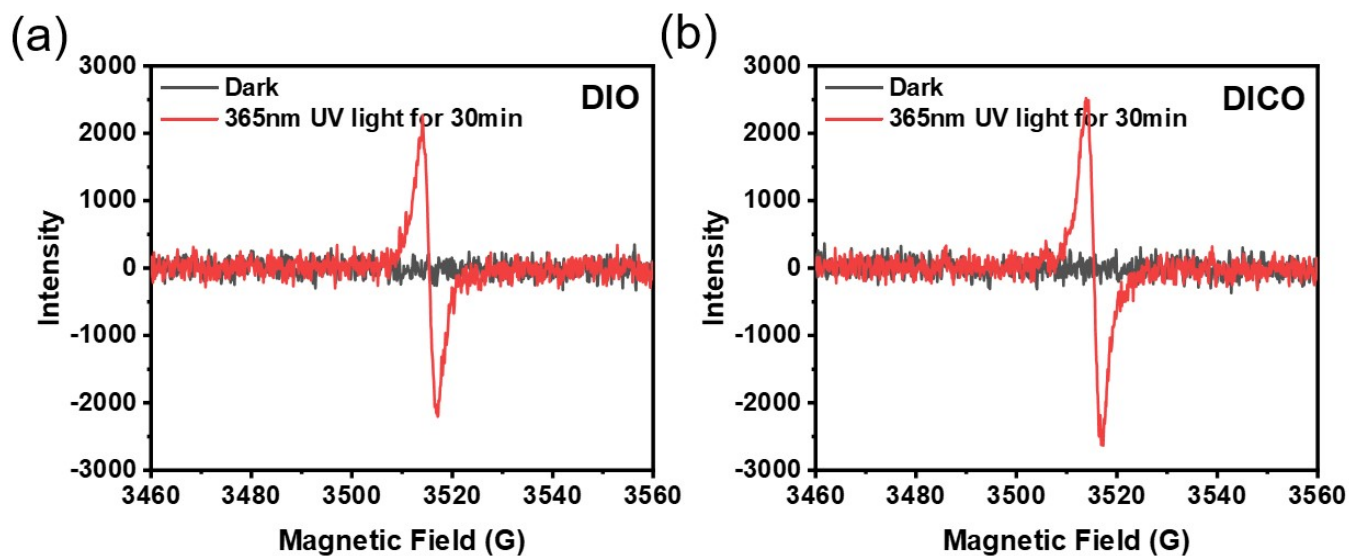 (a)
3000
2000
1000
0
-1000
-2000
-3000
Intensity
Dark
365nm UV light for 30min
DIO
3460 3480 3500 3520 3540 3560
Magnetic Field (G)
(b)
3000
2000
1000
0
-1000
-2000
-3000
Intensity
Dark
365nm UV light for 30min
DICO
3460 3480 3500 3520 3540 3560
Magnetic Field (G)